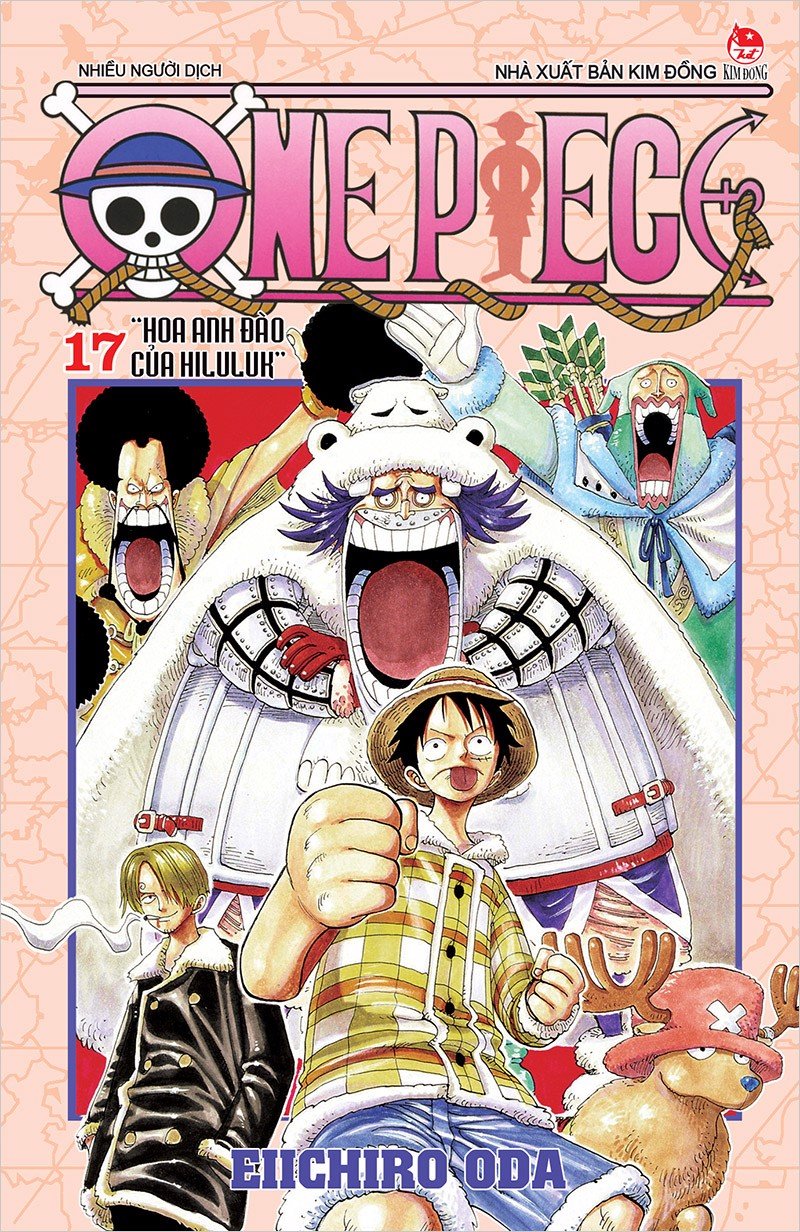 NHIỀU NGƯỜI DỊCH
NHÀ XUẤT BẢN KIM ĐỒNG
KIM ĐỒNG
ONE PIECE
17
“HOA ANH ĐÀO
CỦA HILULUK”
EIICHIRO ODA